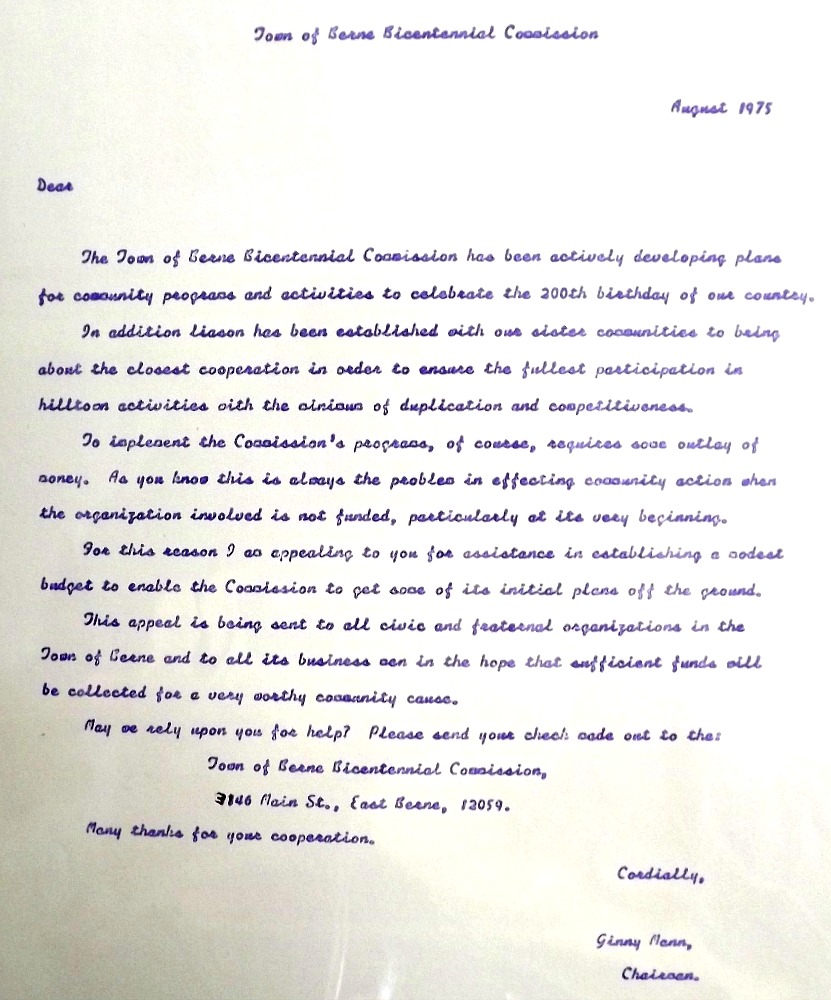 Town of Berne Bicentennial Commission
August 1975
Dear
The Town of Berne Bicentennial Commission has been actively developing plans
for community programs and activities to celebrate the 200th birthday of our country.
In addition liason has been established with our sister communities to bring
about the closest cooperation in order to ensure the fullest participation in
hilltown activities with the minimum of duplication and competitiveness.
To implement the Commission's programs, of course, requires some outlay of
money. As you know this is always the problem in effecting community action when
the organization involved is not funded, particularly at its very beginning.
For this reason I am appealing to you for assistance in establishing a modest
budget to enable the Commission to get some of its initial plans off the ground.
This appeal is being sent to all civic and fraternal organizations in the
Town of Berne and to all its business men in the hope that sufficient funds will
be collected for a very worthy community cause.
May we rely upon you for help? Please send your check made out to the:
Town of Berne Bicentennial Commission,
3146 Main St., East Berne, 12059.
Many thanks for your cooperation.
Cordially,
Ginny Mann,
Chairman.